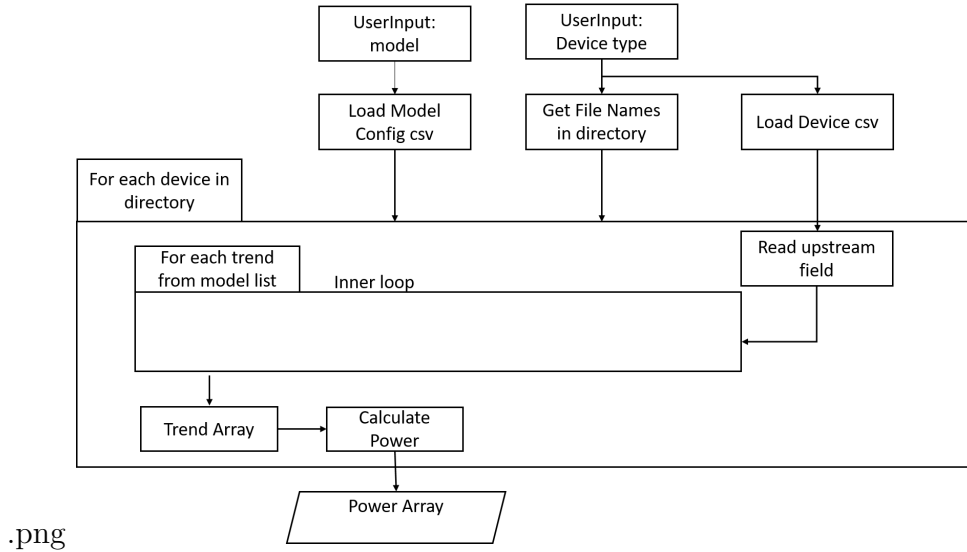 UserInput:
model
UserInput:
Device type
Load Model
Config csv
Get File Names
in directory
Load Device csv
For each device in
directory
Read upstream
field
For each trend
from model list
Inner loop
Trend Array
Calculate
Power
Power Array
.png